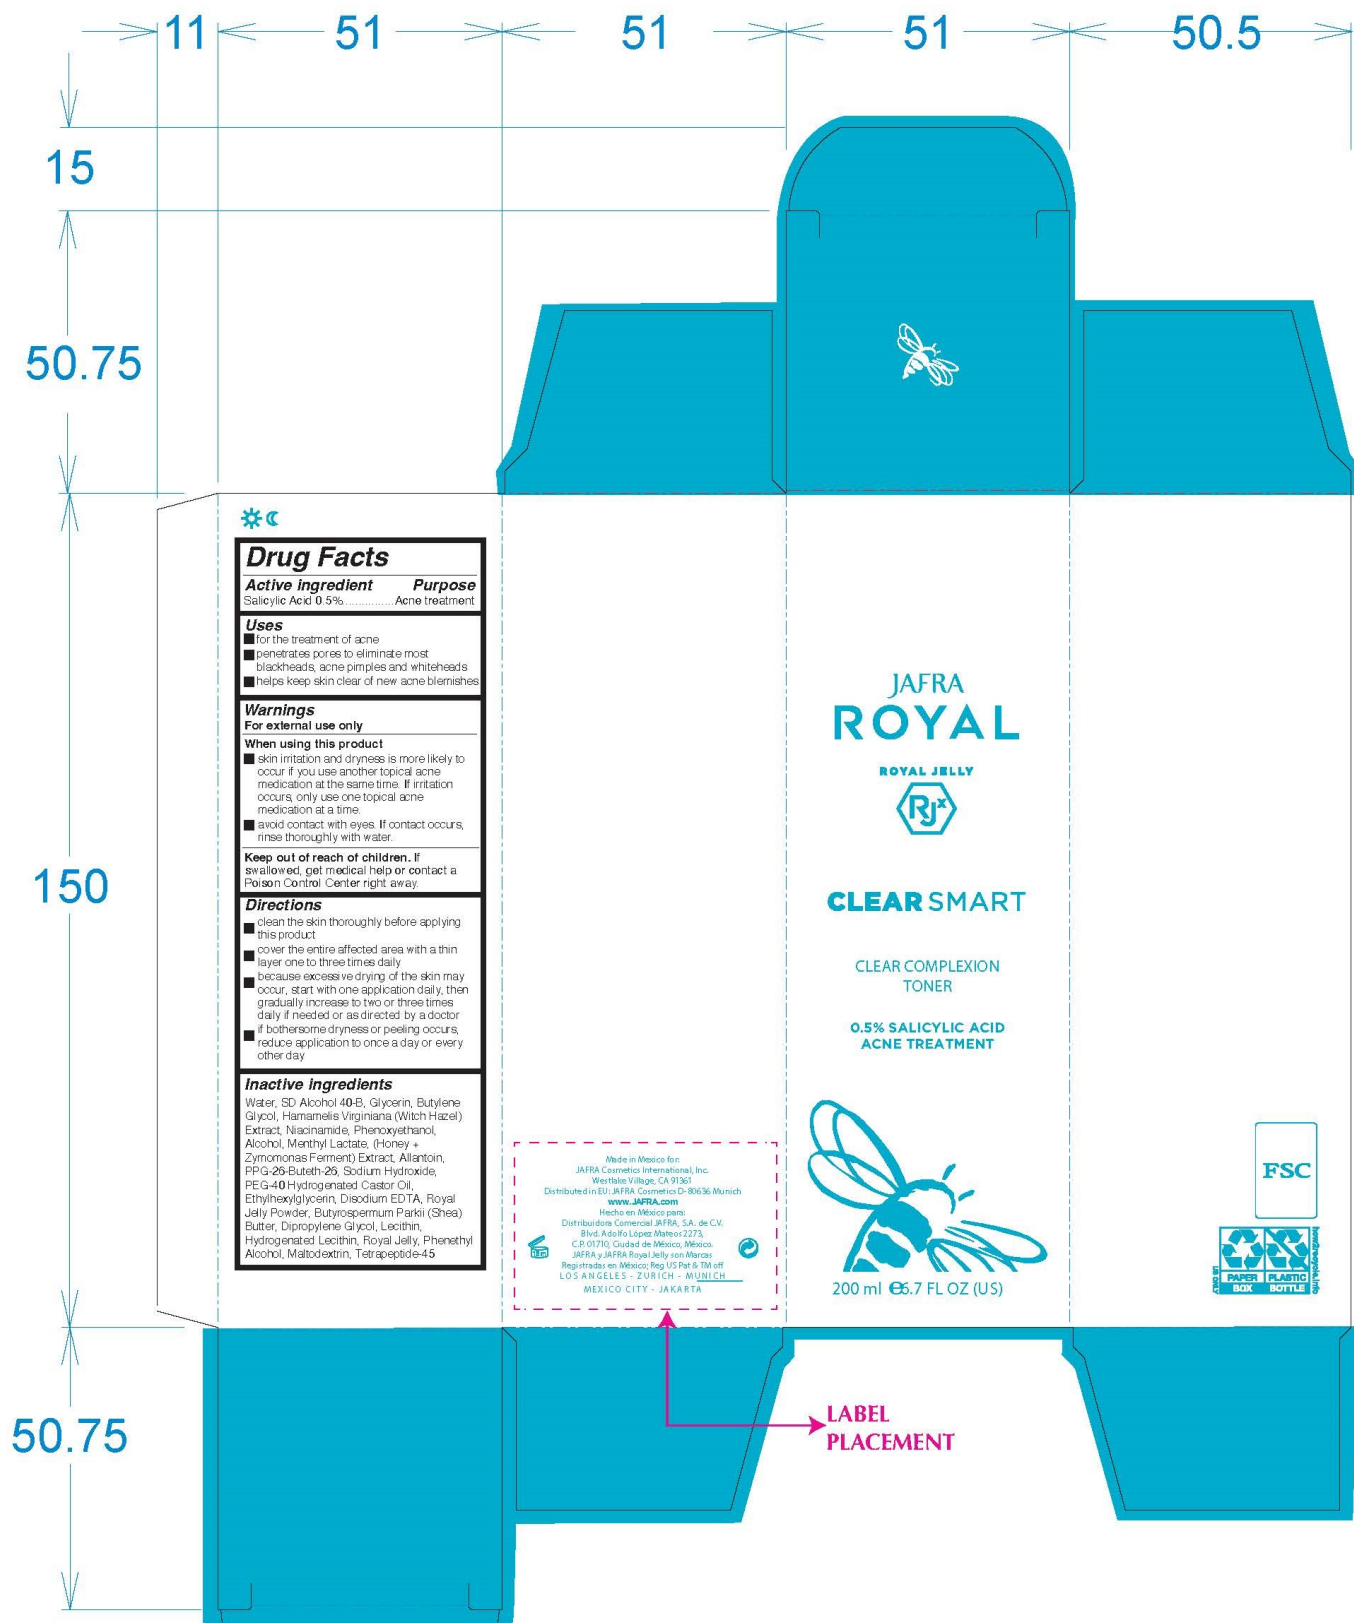 11 51 51 51 50.5
15
50.75
150
50.75
Drug Facts
Active ingredient Purpose
Salicylic Acid 0.5%...............Acne treatment
Uses
■ for the treatment of acne
■ penetrates pores to eliminate most
blackheads, acne pimples and whiteheads
■ helps keep skin clear of new acne blemishes
Warnings
For external use only
When using this product
■ skin irritation and dryness is more likely to
occur if you use another topical acne
medication at the same time. If irritation
occurs, only use one topical acne
medication at a time.
■ avoid contact with eyes. If contact occurs,
rinse thoroughly with water.
Keep out of reach of children. If
swallowed, get medical help or contact a
Poison Control Center right away.
Directions
■ clean the skin thoroughly before applying
this product
■ cover the entire affected area with a thin
layer one to three times daily
■ because excessive drying of the skin may
occur, start with one application daily, then
gradually increase to two or three times
daily if needed or as directed by a doctor
■ if bothersome dryness or peeling occurs,
reduce application to once a day or every
other day
Inactive ingredients
Water, SD Alcohol 40-B, Glycerin, Butylene
Glycol, Hamamelis Virginiana (Witch Hazel)
Extract, Niacinamide, Phenoxyethanol,
Alcohol, Menthyl Lactate, (Honey +
Zymomonas Ferment) Extract, Allantoin,
PPG-26-Buteth-26, Sodium Hydroxide,
PEG-40 Hydrogenated Castor Oil,
Ethylhexylglycerin, Disodium EDTA, Royal
Jelly Powder, Butyrospermum Parkii (Shea)
Butter, Dipropylene Glycol, Lecithin,
Hydrogenated Lecithin, Royal Jelly, Phenethyl
Alcohol, Maltodextrin, Tetrapeptide-45
Made in Mexico for:
JAFRA Cosmetics International, Inc.
Westlake Village, CA 91361
Distributed in EU: JAFRA Cosmetics D-80636 Munich
www.JAFRA.com
Hecho en México para:
Distribuidora Comercial JAFRA, S.A. de C.V.
Blvd. Adolfo López Mateos 2273,
C.P. 01710, Ciudad de México, México.
JAFRA y JAFRA Royal Jelly son Marcas
Registradas en México; Reg US Pat & TM off
LOS ANGELES - ZURICH - MUNICH
MEXICO CITY - JAKARTA
LABEL
PLACEMENT
JAFRA
ROYAL
ROYAL JELLY
RJx
CLEAR SMART
CLEAR COMPLEXION
TONER
0.5% SALICYLIC ACID
ACNE TREATMENT
200 ml ℮6.7 FL OZ (US)
FSC
US ONLY
PAPER
BOX
PLASTIC
BOTTLE
how2recycle.info